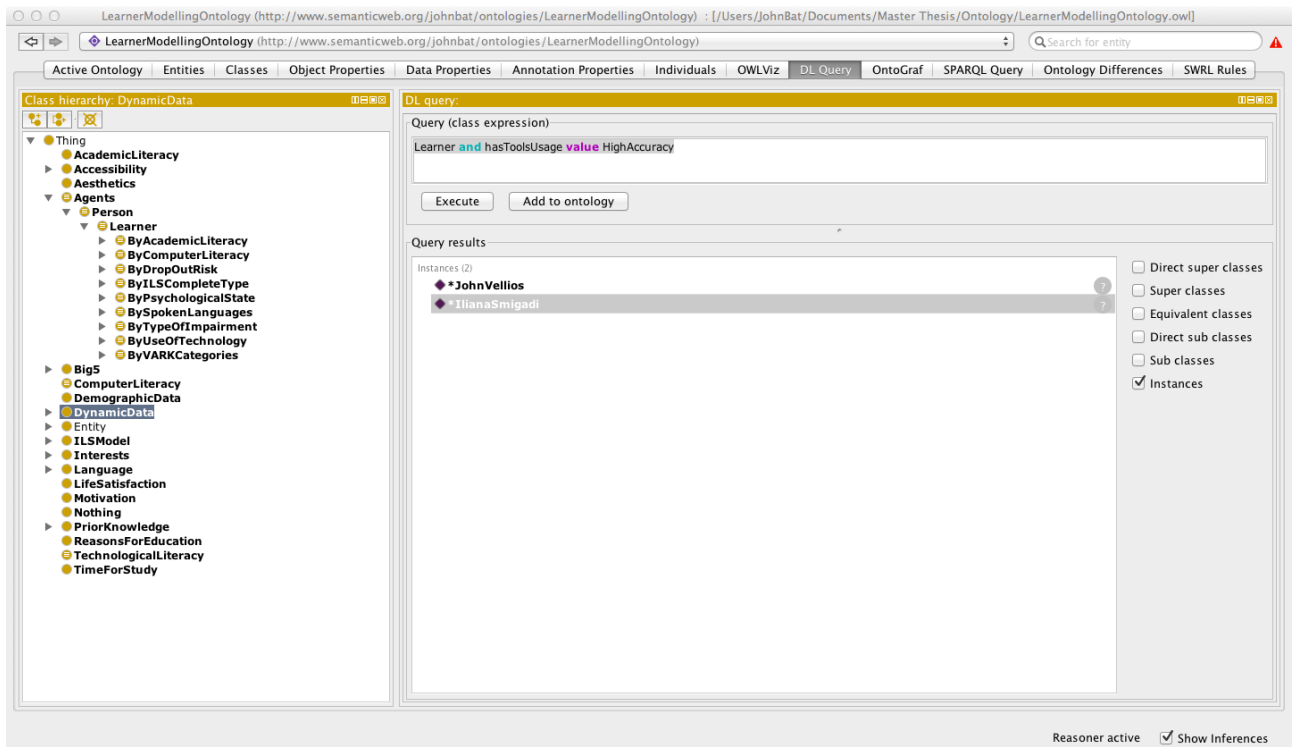 LearnerModellingOntology (http://www.semanticweb.org/johnbat/ontologies/LearnerModellingOntology) : [/Users/JohnBat/Documents/Master Thesis/Ontology/LearnerModellingOntology.owl]
LearnerModellingOntology (http://www.semanticweb.org/johnbat/ontologies/LearnerModellingOntology)
Search for entity
Active Ontology Entities Classes Object Properties Data Properties Annotation Properties Individuals OWLViz DL Query OntoGraf SPARQL Query Ontology Differences SWRL Rules
Class hierarchy: DynamicData
Thing
AcademicLiteracy
Accessibility
Aesthetics
Agents
Person
Learner
ByAcademicLiteracy
ByComputerLiteracy
ByDropOutRisk
ByILSCompleteType
ByPsychologicalState
BySpokenLanguages
ByTypeOfImpairment
ByUseOfTechnology
ByVARKCategories
Big5
ComputerLiteracy
DemographicData
DynamicData
Entity
ILSModel
Interests
Language
LifeSatisfaction
Motivation
Nothing
PriorKnowledge
ReasonsForEducation
TechnologicalLiteracy
TimeForStudy
DL query:
Query (class expression)
Learner and hasToolsUsage value HighAccuracy
Execute Add to ontology
Query results
Instances (2)
*JohnVellios ?
*IlianaSmigadi ?
Direct super classes
Super classes
Equivalent classes
Direct sub classes
Sub classes
Instances
Reasoner active Show Inferences